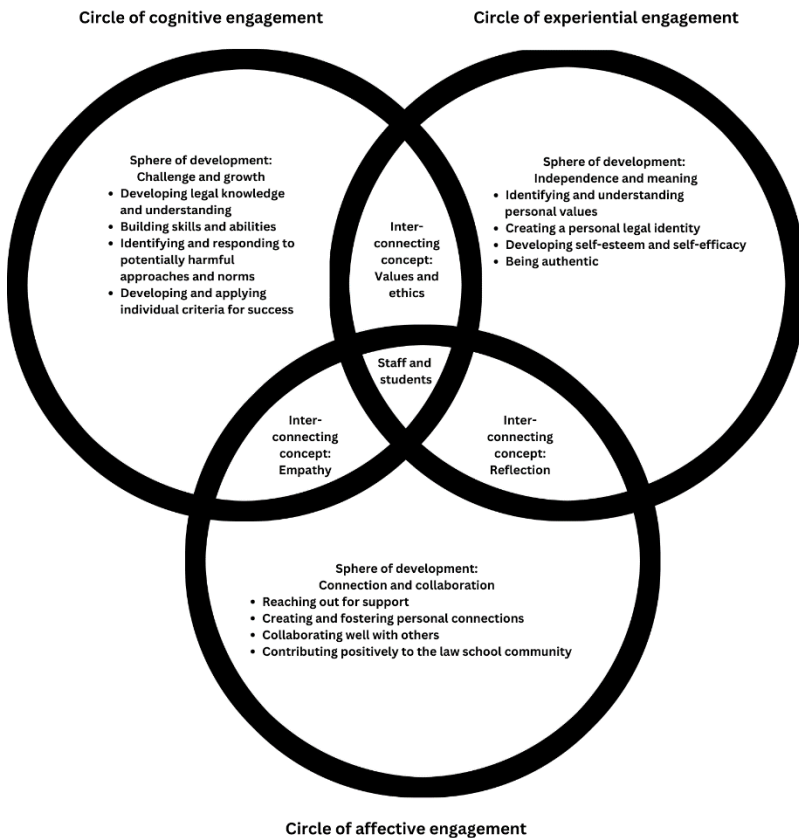 Circle of cognitive engagement
Circle of experiential engagement
Sphere of development:
Challenge and growth
• Developing legal knowledge
and understanding
• Building skills and abilities
• Identifying and responding to
potentially harmful
approaches and norms
• Developing and applying
individual criteria for success
Inter-
connecting
concept:
Values and
ethics
Sphere of development:
Independence and meaning
• Identifying and understanding
personal values
• Creating a personal legal identity
• Developing self-esteem and self-efficacy
• Being authentic
Staff and
students
Inter-
connecting
concept:
Empathy
Inter-
connecting
concept:
Reflection
Sphere of development:
Connection and collaboration
• Reaching out for support
• Creating and fostering personal connections
• Collaborating well with others
• Contributing positively to the law school community
Circle of affective engagement